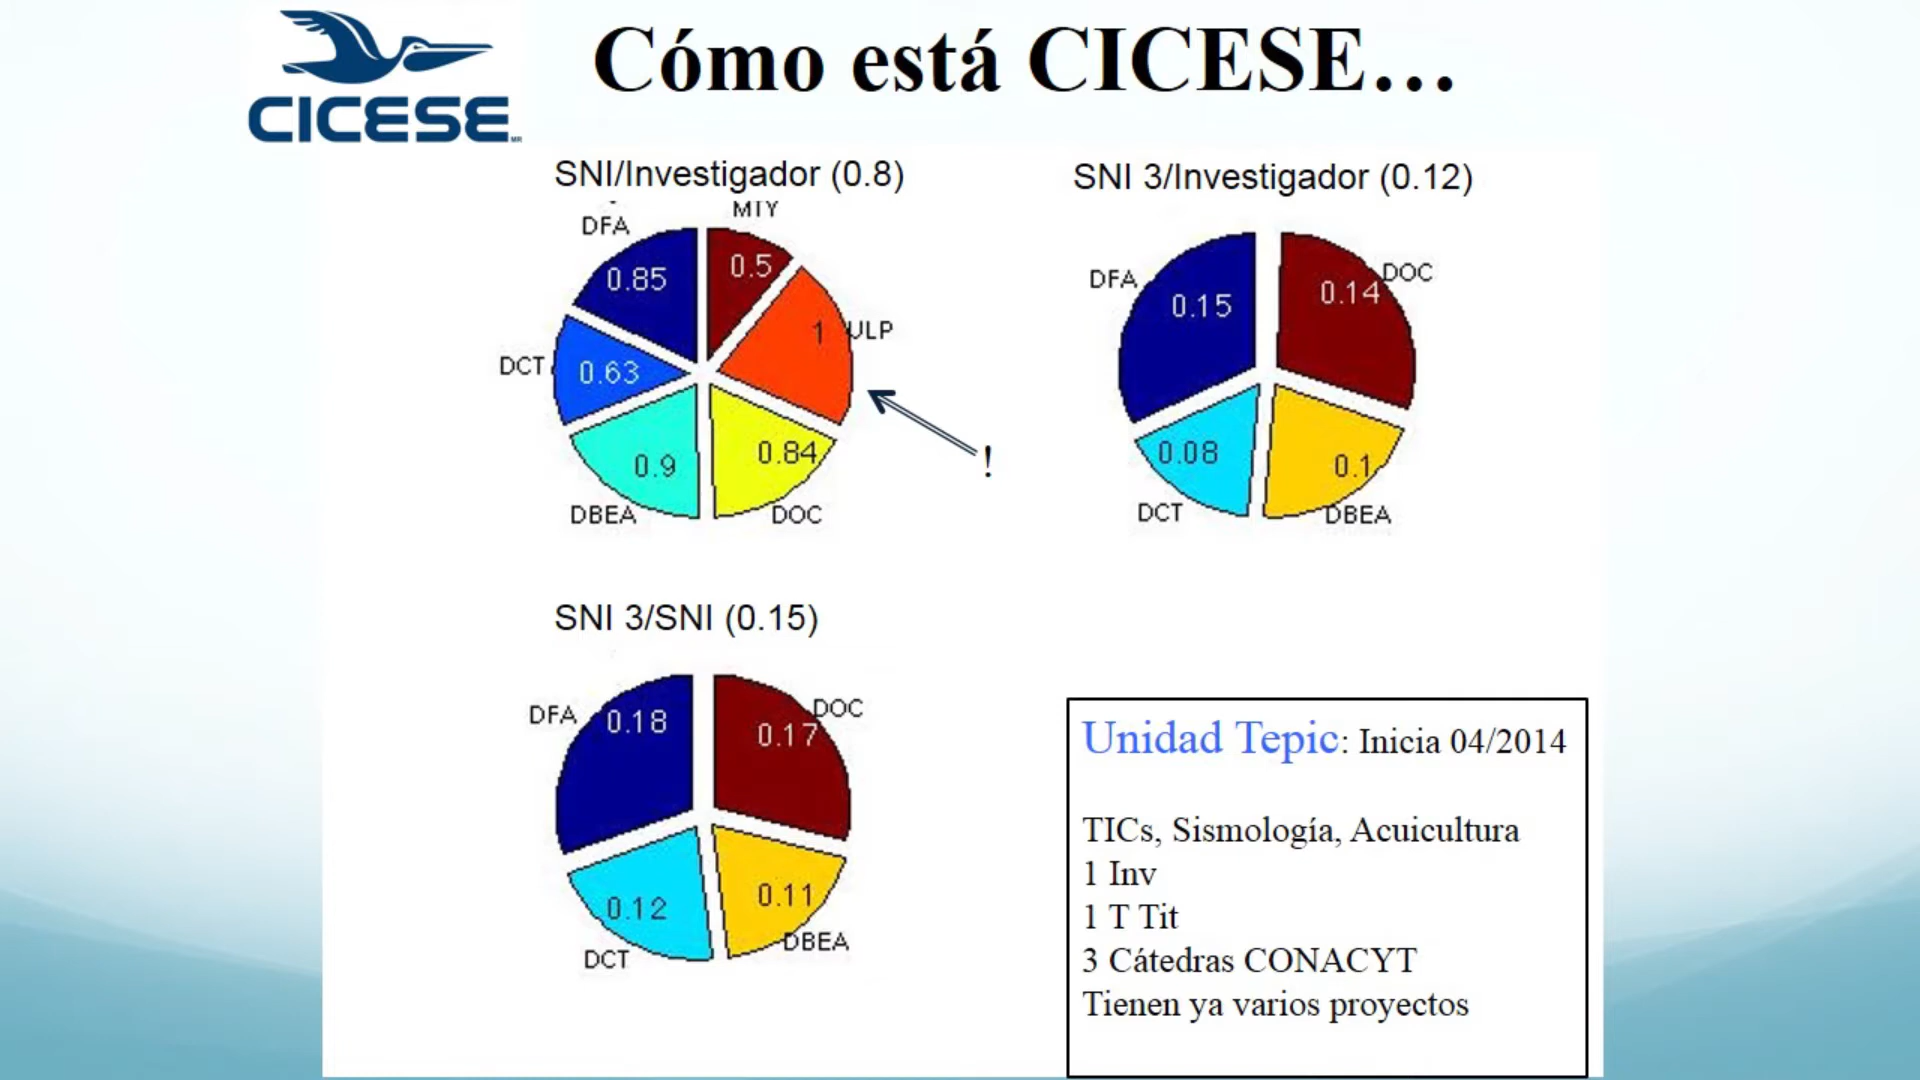 CICESE
Cómo está CICESE...
SNI/Investigador (0.8)
MTY
DFA
0.85
0.5
1
ULP
DCT
0.63
0.9
0.84
DBEA
DOC
!
SNI 3/Investigador (0.12)
DFA
DOC
0.15
0.14
0.08
0.1
DCT
DBEA
SNI 3/SNI (0.15)
DFA
0.18
DOC
0.17
0.12
0.11
DCT
DBEA
Unidad Tepic: Inicia 04/2014
TICs, Sismología, Acuicultura
1 Inv
1 T Tit
3 Cátedras CONACYT
Tienen ya varios proyectos